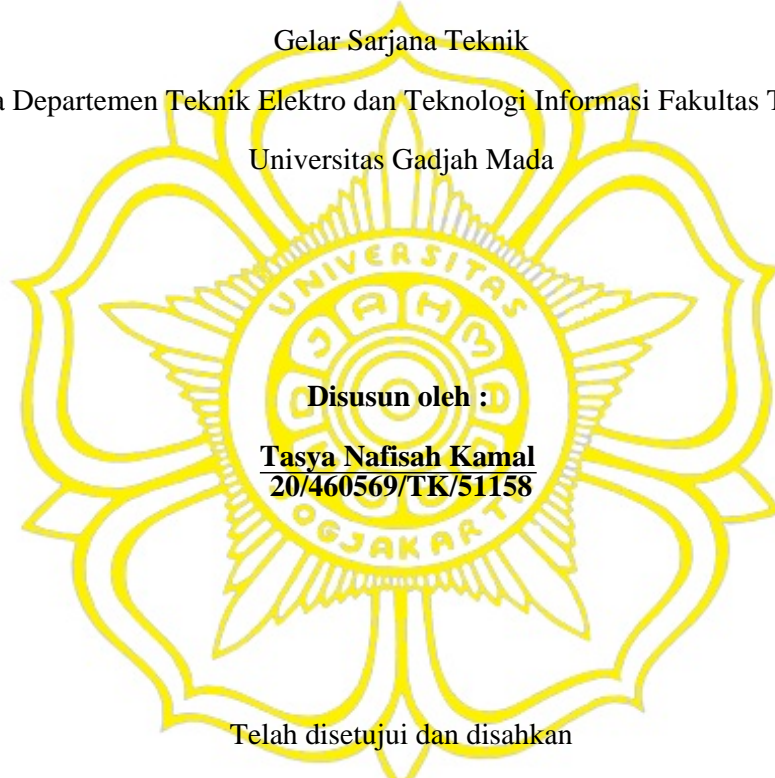 Gelar Sarjana Teknik
Departemen Teknik Elektro dan Teknologi Informasi Fakultas
Universitas Gadjah Mada
UNIVERSITAS
Disusun oleh :
Tasya Nafisah Kamal
20/460569/TK/51158
Telah disetujui dan disahkan